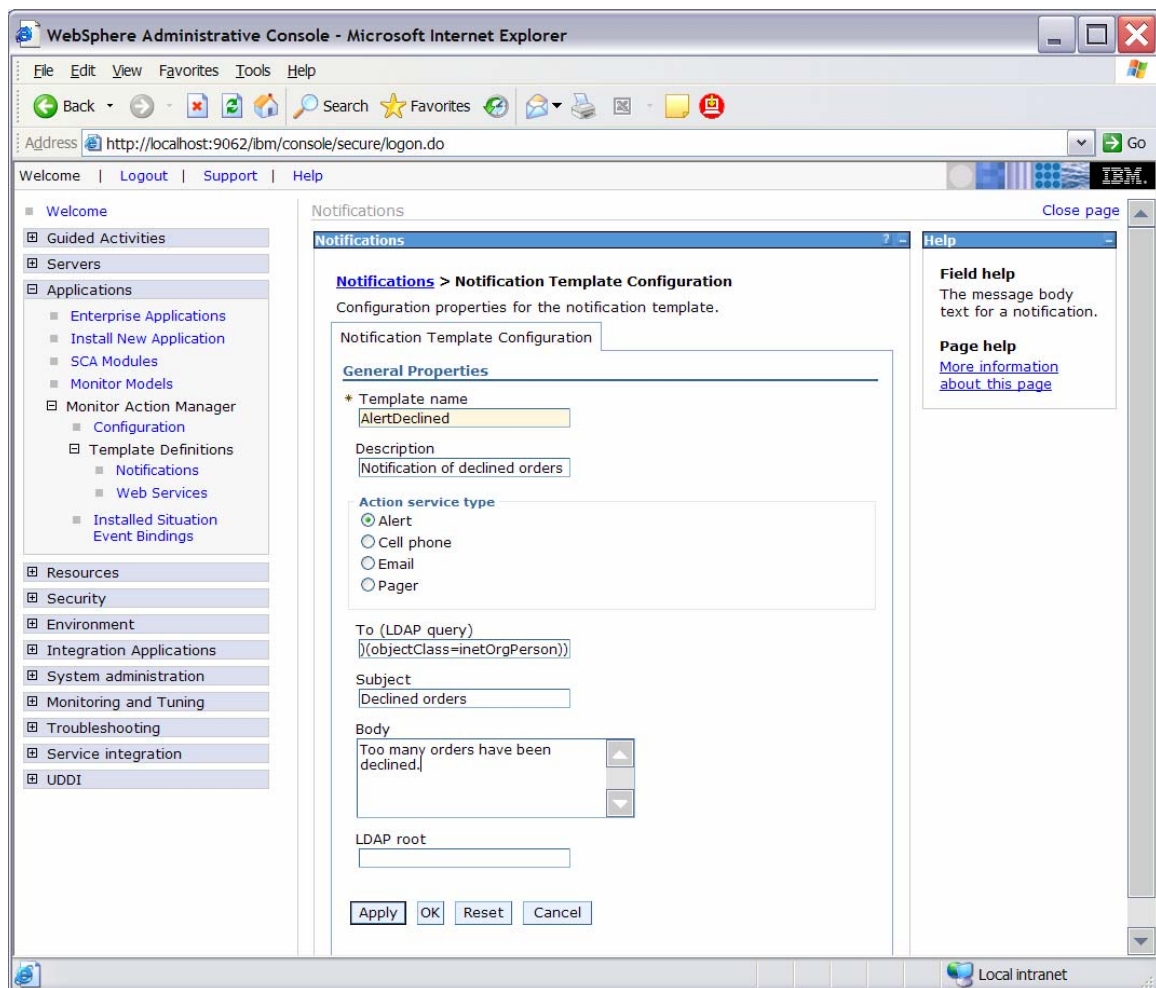 WebSphere Administrative Console - Microsoft Internet Explorer
File Edit View Favorites Tools Help
Back Search Favorites
Address http://localhost:9062/ibm/console/secure/logon.do Go
Welcome | Logout | Support | Help IBM.
Welcome
Guided Activities
Servers
Applications
Enterprise Applications
Install New Application
SCA Modules
Monitor Models
Monitor Action Manager
Configuration
Template Definitions
Notifications
Web Services
Installed Situation
Event Bindings
Resources
Security
Environment
Integration Applications
System administration
Monitoring and Tuning
Troubleshooting
Service integration
UDDI
Notifications Close page
Notifications ? -
Notifications > Notification Template Configuration
Configuration properties for the notification template.
Notification Template Configuration
General Properties
* Template name
AlertDeclined
Description
Notification of declined orders
Action service type
Alert
Cell phone
Email
Pager
To (LDAP query)
)(objectClass=inetOrgPerson))
Subject
Declined orders
Body
Too many orders have been
declined.
LDAP root
Apply OK Reset Cancel
Help -
Field help
The message body
text for a notification.
Page help
More information
about this page
Local intranet